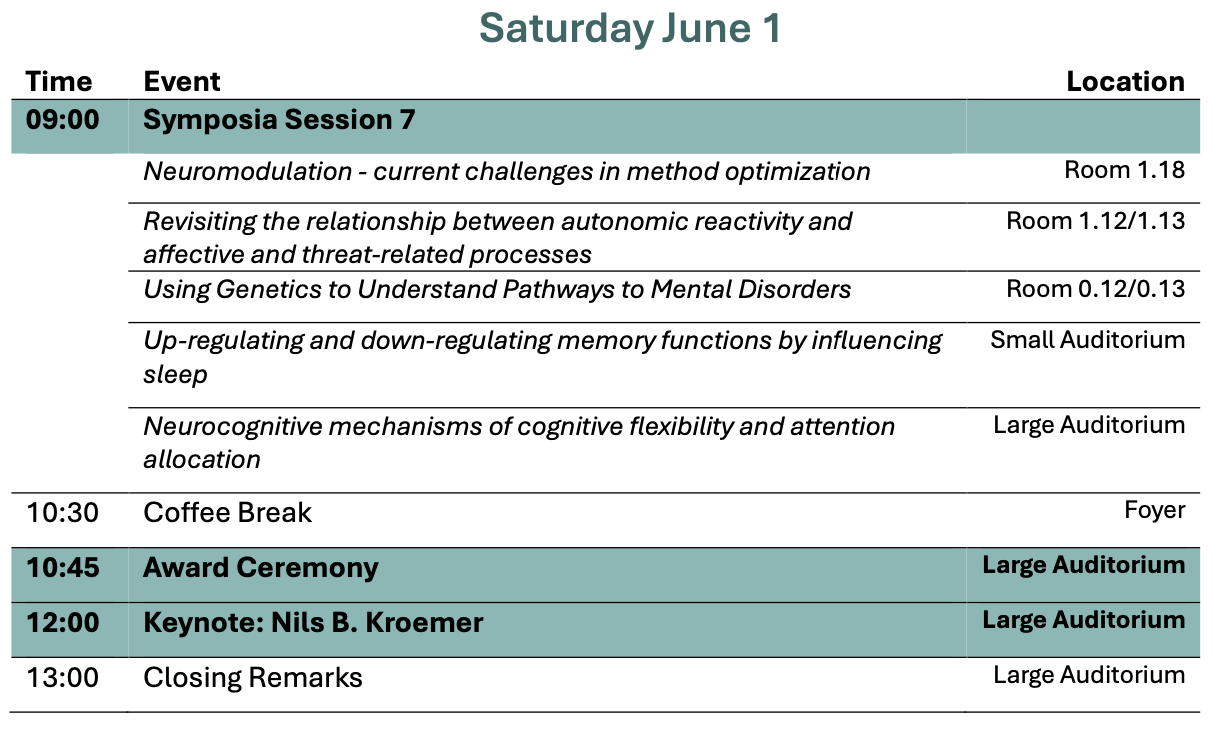 Saturday June 1
Time Event Location
09:00 Symposia Session 7
Neuromodulation - current challenges in method optimization Room 1.18
Revisiting the relationship between autonomic reactivity and Room 1.12/1.13
affective and threat-related processes
Using Genetics to Understand Pathways to Mental Disorders Room 0.12/0.13
Up-regulating and down-regulating memory functions by influencing Small Auditorium
sleep
Neurocognitive mechanisms of cognitive flexibility and attention Large Auditorium
allocation
10:30 Coffee Break Foyer
10:45 Award Ceremony Large Auditorium
12:00 Keynote: Nils B. Kroemer Large Auditorium
13:00 Closing Remarks Large Auditorium